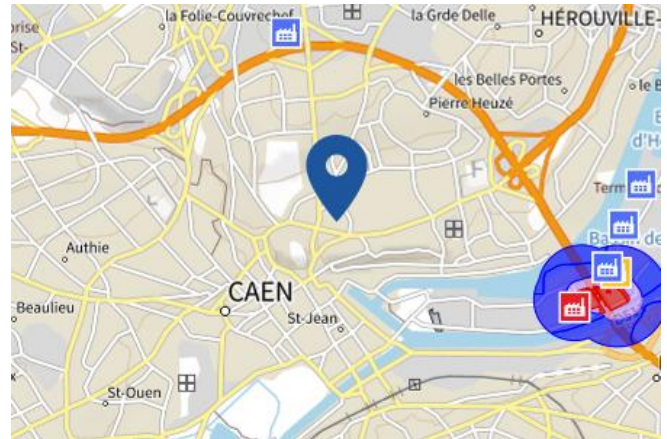 la Folie-Couvrechef
la Grde Delle
HÉROUVILLE-
St-
les Belles Portes
Pierre Heuzé
Authie
CAEN
Beaulieu
St-Jean
St-Ouen